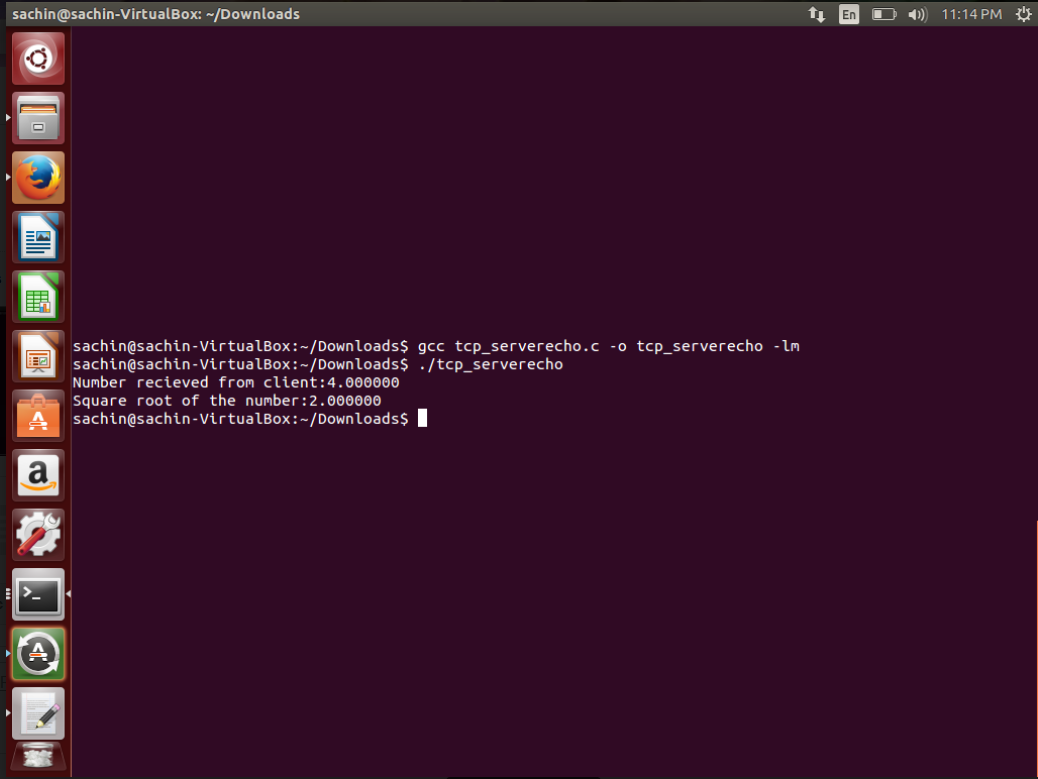 sachin@sachin-VirtualBox: ~/Downloads
En
11:14 PM
sachin@sachin-VirtualBox:~/Downloads$ gcc tcp_serverecho.c -o tcp_serverecho -lm
sachin@sachin-VirtualBox:~/Downloads$ ./tcp_serverecho
Number recieved from client:4.000000
Square root of the number:2.000000
sachin@sachin-VirtualBox:~/Downloads$
a
>_